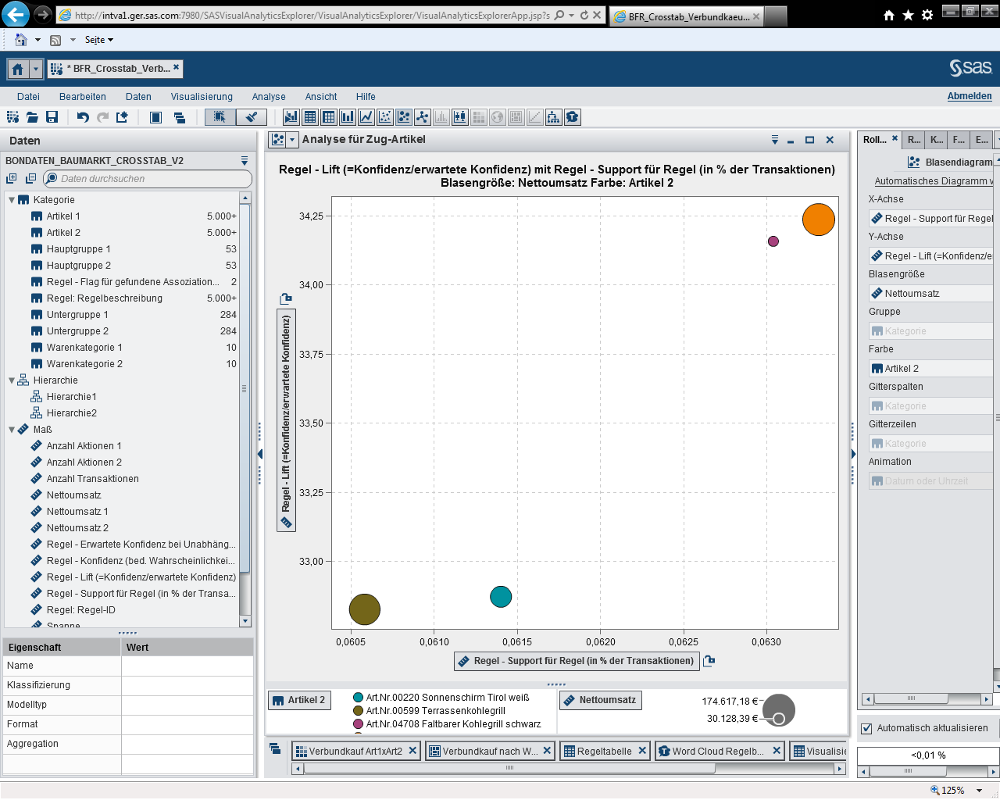 http://intva1.ger.sas.com:7980/SASVisualAnalyticsExplorer/VisualAnalyticsExplorer/VisualAnalyticsExplorerApp.jsp?s
BFR_Crosstab_Verbundkaeu...
Seite
* BFR_Crosstab_Verb...
sas
Datei
Bearbeiten
Daten
Visualisierung
Analyse
Ansicht
Hilfe
Abmelden
Daten
BONDATEN_BAUMARKT_CROSSTAB_V2
Daten durchsuchen
Kategorie
Artikel 1 5.000+
Artikel 2 5.000+
Hauptgruppe 1 53
Hauptgruppe 2 53
Regel - Flag für gefundene Assoziation... 2
Regel: Regelbeschreibung 5.000+
Untergruppe 1 284
Untergruppe 2 284
Warenkategorie 1 10
Warenkategorie 2 10
Hierarchie
Hierarchie1
Hierarchie2
Maß
Anzahl Aktionen 1
Anzahl Aktionen 2
Anzahl Transaktionen
Nettoumsatz
Nettoumsatz 1
Nettoumsatz 2
Regel - Erwartete Konfidenz bei Unabhäng...
Regel - Konfidenz (bed. Wahrscheinlichkei...
Regel - Lift (=Konfidenz/erwartete Konfidenz)
Regel - Support für Regel (in % der Transa...
Regel: Regel-ID
Spanne
Eigenschaft Wert
Name
Klassifizierung
Modelltyp
Format
Aggregation
Analyse für Zug-Artikel
Regel - Lift (=Konfidenz/erwartete Konfidenz) mit Regel - Support für Regel (in % der Transaktionen)
Blasengröße: Nettoumsatz Farbe: Artikel 2
34,25
34,00
33,75
33,50
33,25
33,00
Regel - Lift (=Konfidenz/erwartete Konfidenz)
0,0605 0,0610 0,0615 0,0620 0,0625 0,0630
Regel - Support für Regel (in % der Transaktionen)
Artikel 2
Art.Nr.00220 Sonnenschirm Tirol weiß
Art.Nr.00599 Terrassenkohlegrill
Art.Nr.04708 Faltbarer Kohlegrill schwarz
Nettoumsatz
174.617,18 €
30.128,39 €
Verbundkauf Art1xArt2
Verbundkauf nach W...
Regeltabelle
Word Cloud Regelb...
Visualisie
Roll...
R...
K...
F...
E...
Blasendiagram
Automatisches Diagramm v
X-Achse
Regel - Support für Regel
Y-Achse
Regel - Lift (=Konfidenz/e
Blasengröße
Nettoumsatz
Gruppe
Kategorie
Farbe
Artikel 2
Gitterspalten
Kategorie
Gitterzeilen
Kategorie
Animation
Datum oder Uhrzeit
Automatisch aktualisieren
<0,01 %
125%